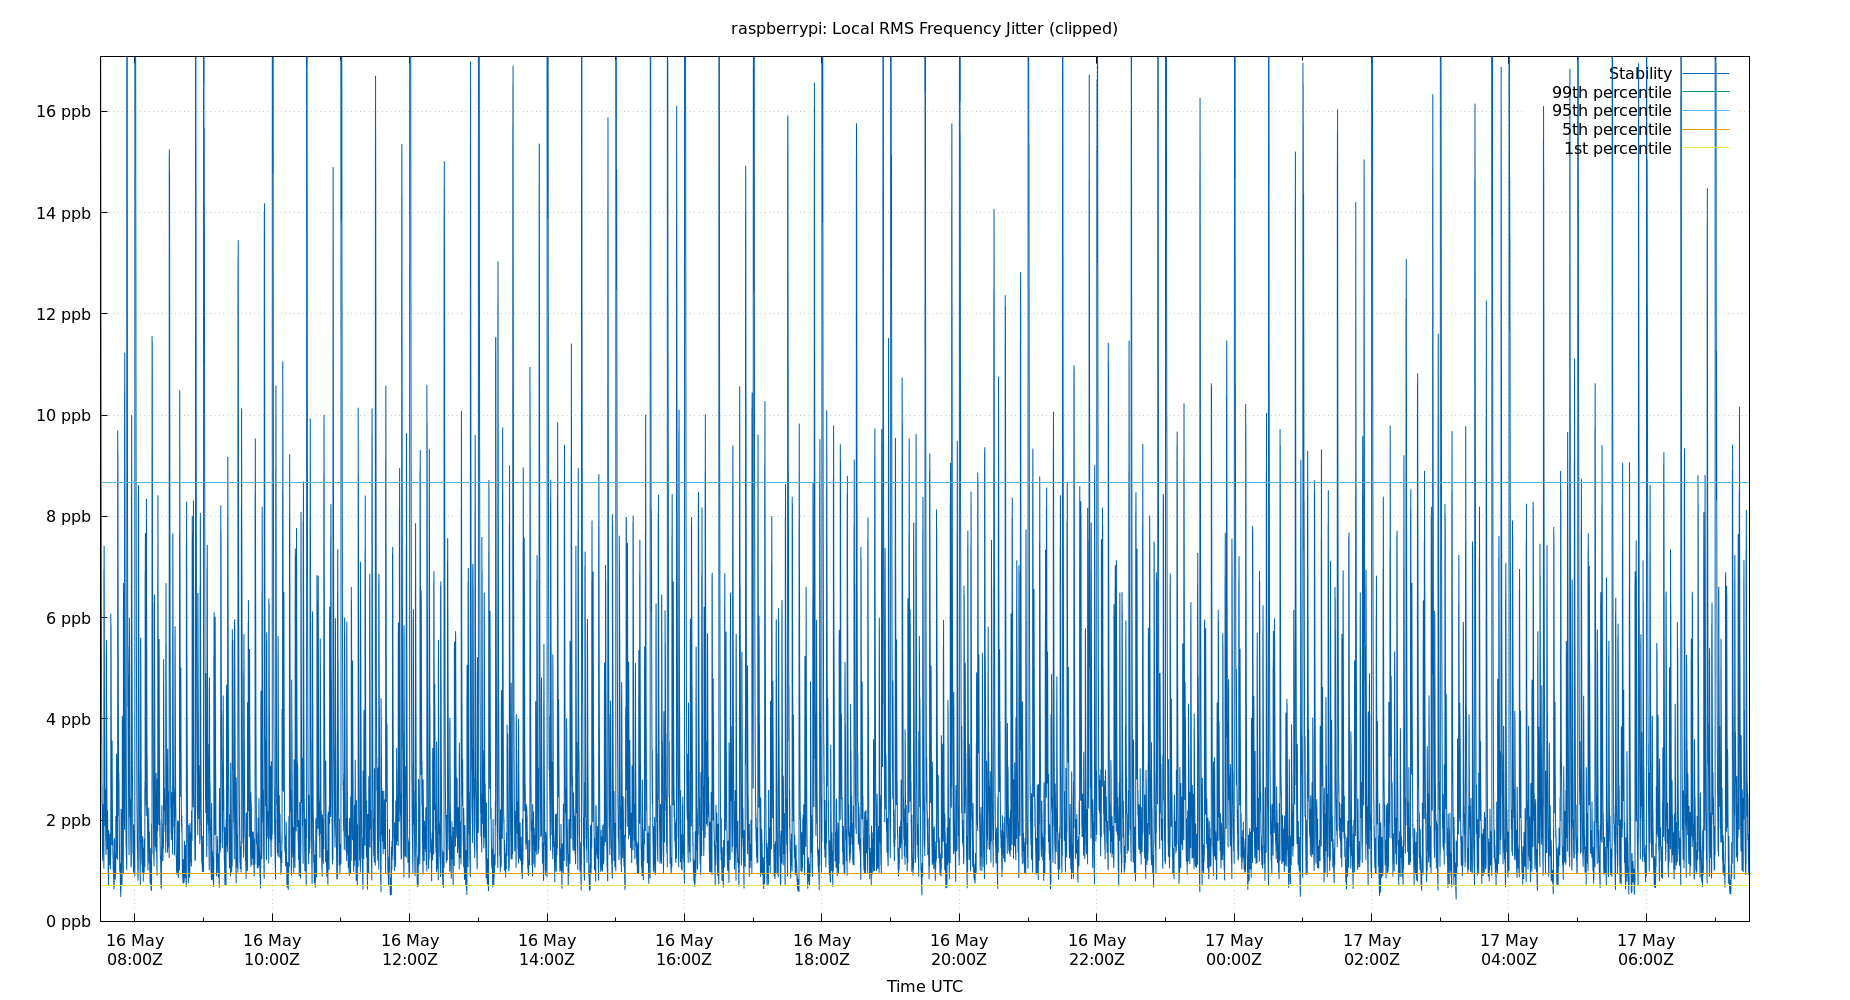 raspberrypi: Local RMS Frequency Jitter (clipped)
Stability
99th percentile
95th percentile
5th percentile
1st percentile
16 ppb
14 ppb
12 ppb
10 ppb
8 ppb
6 ppb
4 ppb
2 ppb
0 ppb
16 May 16 May 16 May 16 May 16 May 16 May 16 May 16 May 17 May 17 May 17 May 17 May
08:00Z 10:00Z 12:00Z 14:00Z 16:00Z 18:00Z 20:00Z 22:00Z 00:00Z 02:00Z 04:00Z 06:00Z
Time UTC